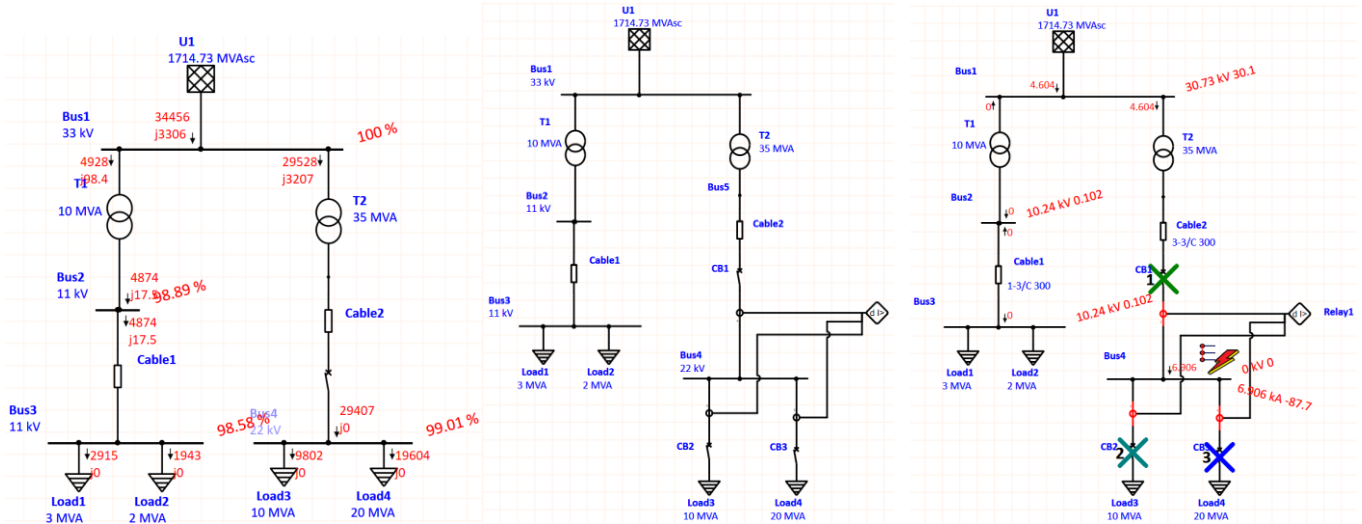 U1
1714.73 MVAsc
Bus1
33 kV
34456
j3306
100 %
4928
j98.4
29528
j3207
T1
10 MVA
T2
35 MVA
Bus2
11 kV
4874
j17.5
98.89 %
4874
j17.5
Cable1
Cable2
Bus3
11 kV
98.58 %
Bus4
22 kV
29407
j0
99.01 %
2915
j0
1943
j0
9802
j0
19604
j0
Load1
3 MVA
Load2
2 MVA
Load3
10 MVA
Load4
20 MVA
U1
1714.73 MVAsc
Bus1
33 kV
T1
10 MVA
T2
35 MVA
Bus2
11 kV
Bus5
Cable2
Cable1
CB1
Bus3
11 kV
d I>
Bus4
22 kV
Load1
3 MVA
Load2
2 MVA
CB2
CB3
Load3
10 MVA
Load4
20 MVA
U1
1714.73 MVAsc
Bus1
33 kV
4.604
30.73 kV 30.1
0
4.604
T1
10 MVA
T2
35 MVA
Bus2
11 kV
0
10.24 kV 0.102
0
Cable2
3-3/C 300
Cable1
1-3/C 300
CB1
1
Bus3
11 kV
0
10.24 kV 0.102
d I>
Relay1
Bus4
22 kV
6.906
0 kV 0
6.906 kA -87.7
Load1
3 MVA
Load2
2 MVA
CB2
2
3
Load3
10 MVA
Load4
20 MVA